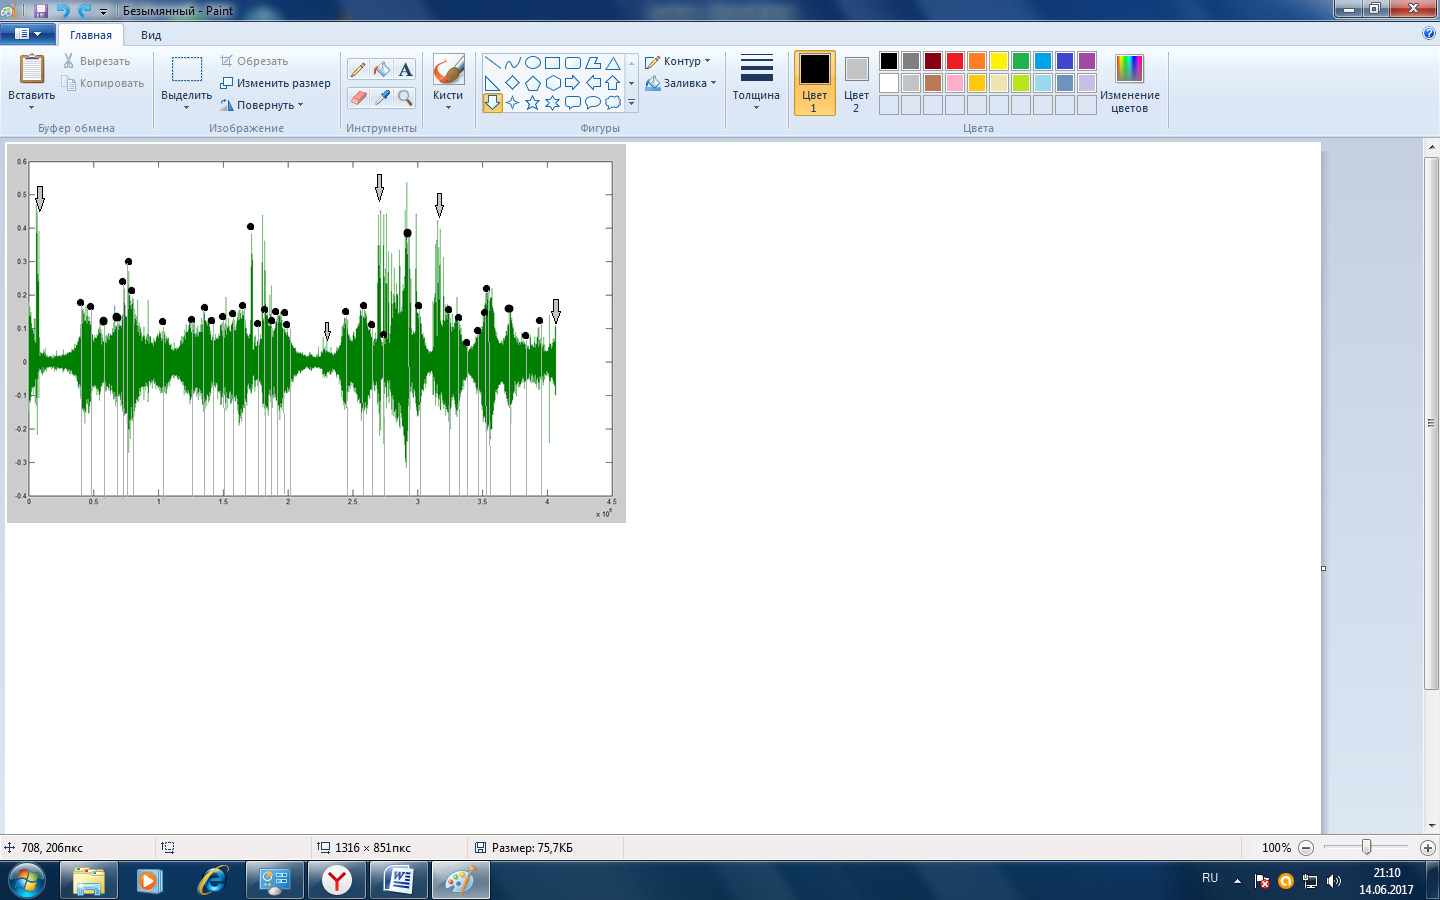 Безымянный - Paint
Главная Вид
Вставить
Вырезать
Копировать
Буфер обмена
Выделить
Обрезать
Изменить размер
Повернуть
Изображение
A
Инструменты
Кисти
Контур
Заливка
Фигуры
Толщина
Цвет
1
Цвет
2
Изменение
цветов
Цвета
0.6
0.5
0.4
0.3
0.2
0.1
0
-0.1
-0.2
-0.3
-0.4
0 0.5 1 1.5 2 2.5 3 3.5 4 4.5
x 10
708, 206пкс 1316 × 851пкс Размер: 75,7КБ 100%
RU 21:10
14.06.2017